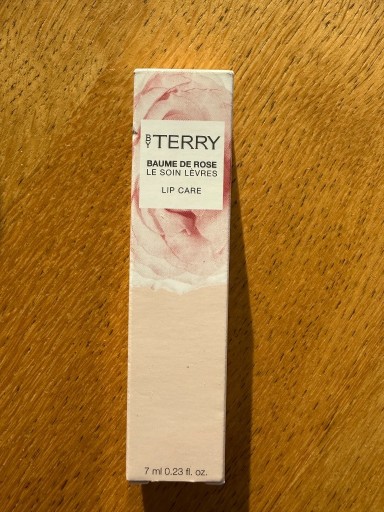 BY TERRY
BAUME DE ROSE
LE SOIN LÈVRES
LIP CARE
7 ml 0.23 fl. oz.